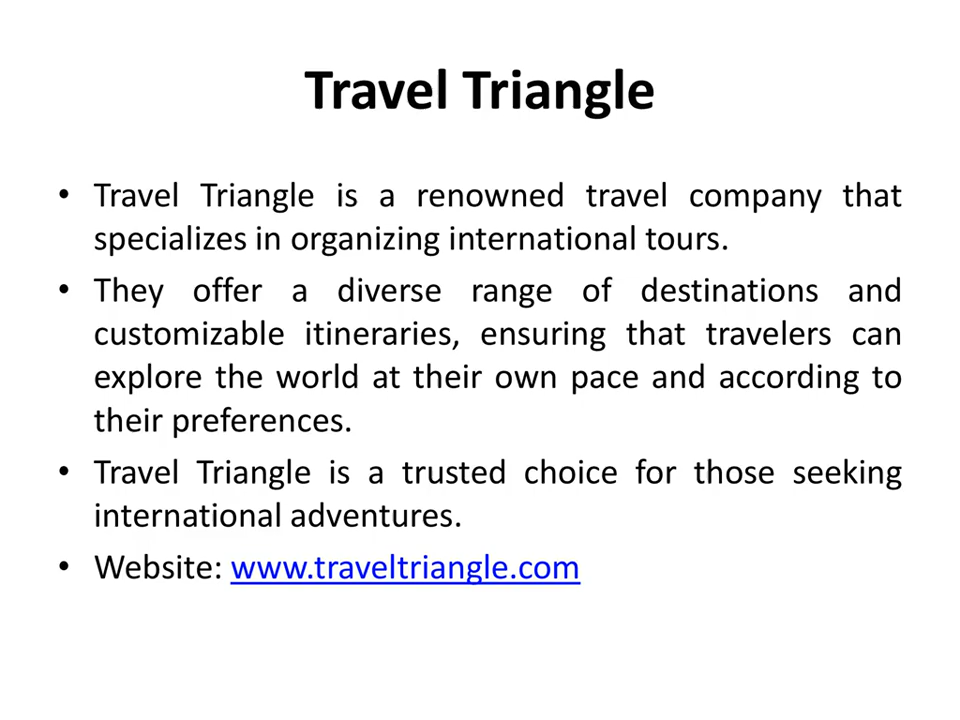 Travel Triangle
• Travel Triangle is a renowned travel company that
specializes in organizing international tours.
• They offer a diverse range of destinations and
customizable itineraries, ensuring that travelers can
explore the world at their own pace and according to
their preferences.
• Travel Triangle is a trusted choice for those seeking
international adventures.
• Website: www.traveltriangle.com